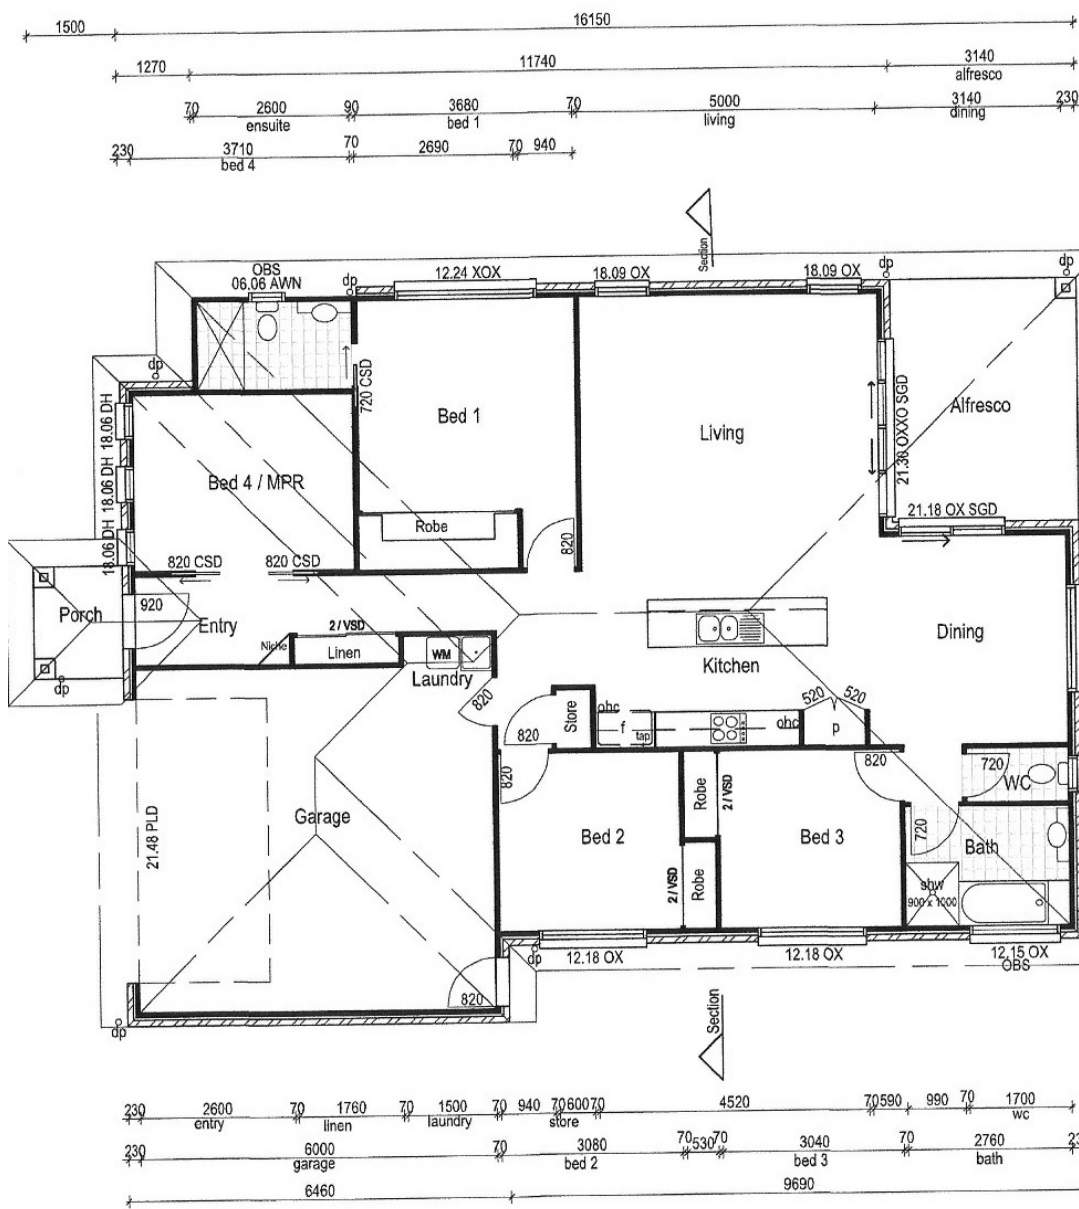 1500 16150
1270 11740 3140
alfresco
70 2600 90 3680 70 5000 3140 230
ensuite bed 1 living dining
230 3710 70 2690 70 940
bed 4
Section
OBS
06.06 AWN
dp
12.24 XOX
18.09 OX
18.09 OX
dp
dp
dp
720 CSD
Bed 1
Living
21.30 OXXO SGD
Alfresco
18.06 DH
18.06 DH
18.06 DH
Bed 4 / MPR
21.18 OX SGD
Robe
820
820 CSD
820 CSD
Porch
920
Entry
2 / VSD
Niche
Linen
WM
Laundry
Kitchen
Dining
dp
820
Store
820
ohc
f
tap
ohc
520
520
p
820
720
WC
820
Robe
2 / VSD
21.48 PLD
Garage
Bed 2
Bed 3
720
Bath
2 / VSD
Robe
shw
900 x 1000
dp
12.18 OX
12.18 OX
12.15 OX
OBS
820
dp
Section
230 2600 70 1760 70 1500 70 940 70 600 70 4520 70 590 990 70 1700
entry linen laundry store wc
230 6000 70 3080 70 530 70 3040 70 2760
garage bed 2 bed 3 bath
6460 9690